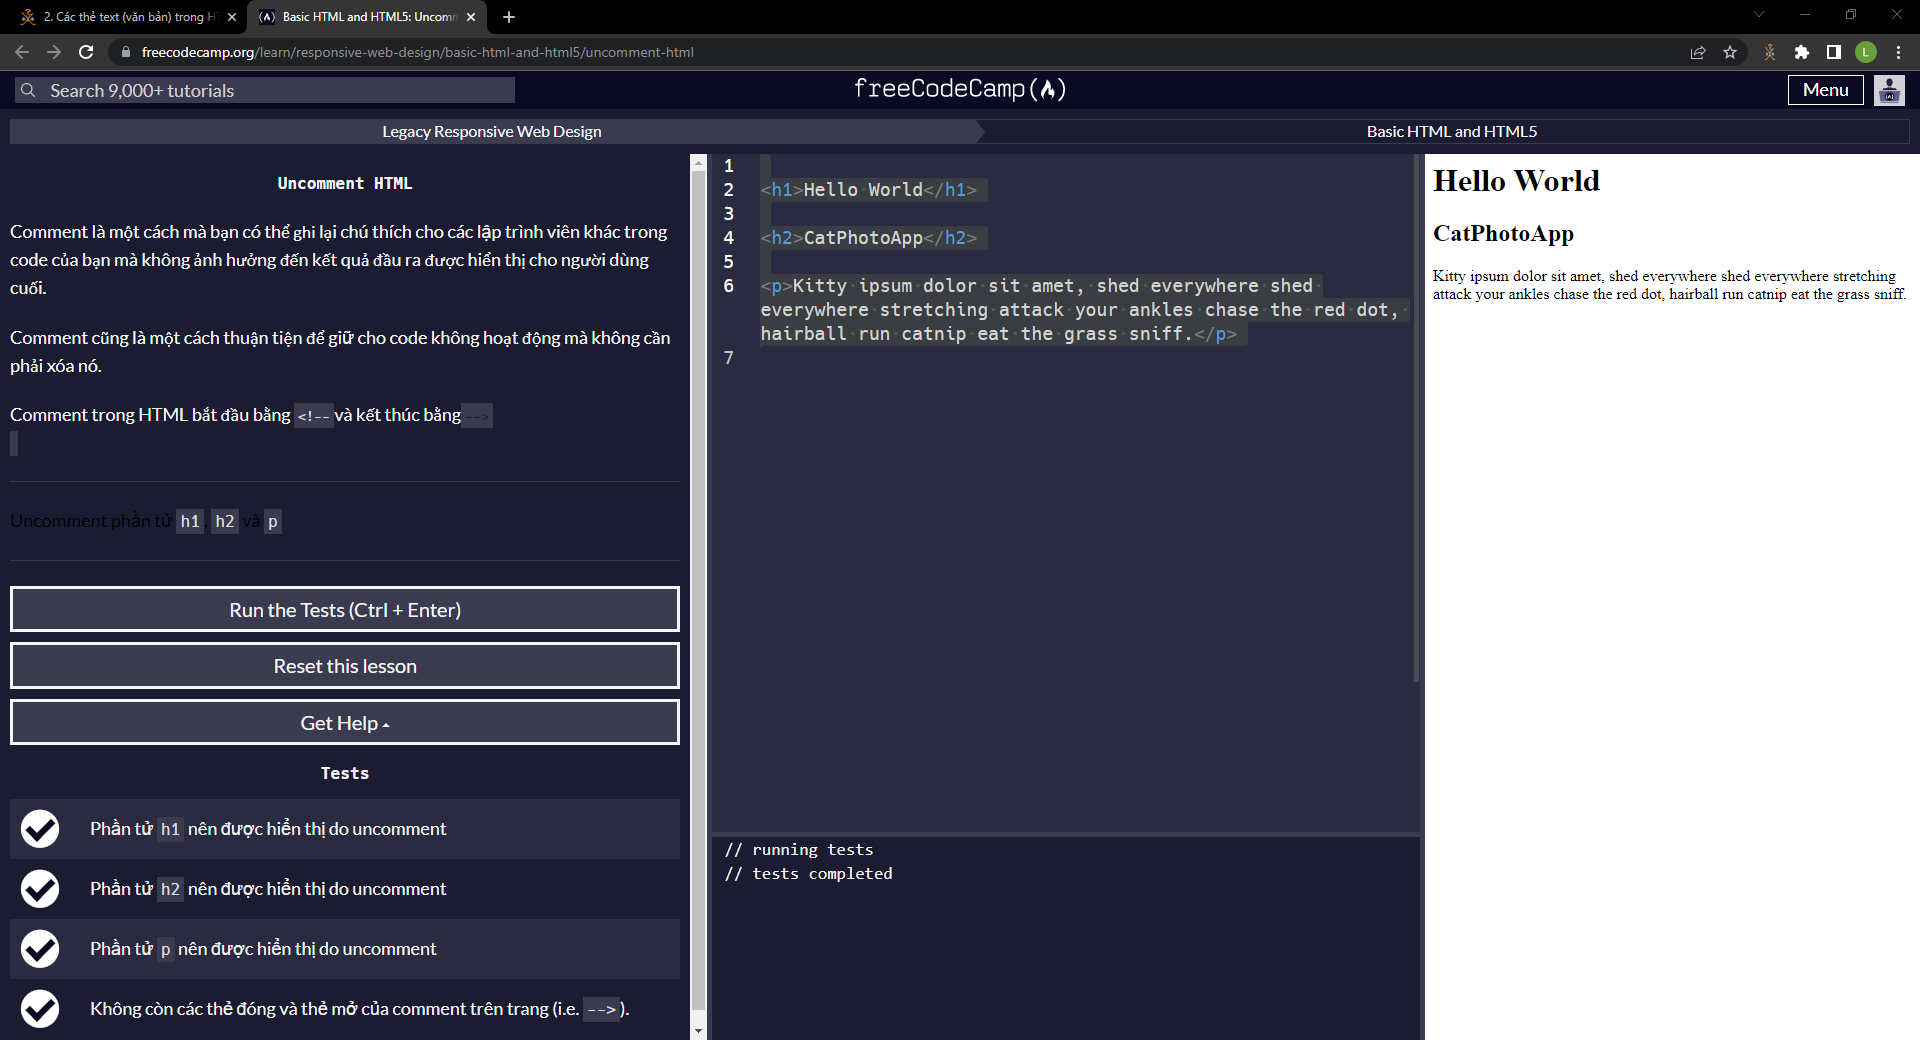 2. Các thẻ text (văn bản) trong HT
Basic HTML and HTML5: Uncomm
freecodecamp.org/learn/responsive-web-design/basic-html-and-html5/uncomment-html
L
Search 9,000+ tutorials
freeCodeCamp
Menu
Legacy Responsive Web Design
Basic HTML and HTML5
Uncomment HTML
Comment là một cách mà bạn có thể ghi lại chú thích cho các lập trình viên khác trong
code của bạn mà không ảnh hưởng đến kết quả đầu ra được hiển thị cho người dùng
cuối.
Comment cũng là một cách thuận tiện để giữ cho code không hoạt động mà không cần
phải xóa nó.
Comment trong HTML bắt đầu bằng <!-- và kết thúc bằng -->
Uncomment phần tử h1, h2 và p
Run the Tests (Ctrl + Enter)
Reset this lesson
Get Help
Tests
Phần tử h1 nên được hiển thị do uncomment
Phần tử h2 nên được hiển thị do uncomment
Phần tử p nên được hiển thị do uncomment
Không còn các thẻ đóng và thẻ mở của comment trên trang (i.e. -->).
1
2 <h1>Hello World</h1>
3
4 <h2>CatPhotoApp</h2>
5
6 <p>Kitty ipsum dolor sit amet, shed everywhere shed
everywhere stretching attack your ankles chase the red dot,
hairball run catnip eat the grass sniff.</p>
7
// running tests
// tests completed
Hello World
CatPhotoApp
Kitty ipsum dolor sit amet, shed everywhere shed everywhere stretching
attack your ankles chase the red dot, hairball run catnip eat the grass sniff.